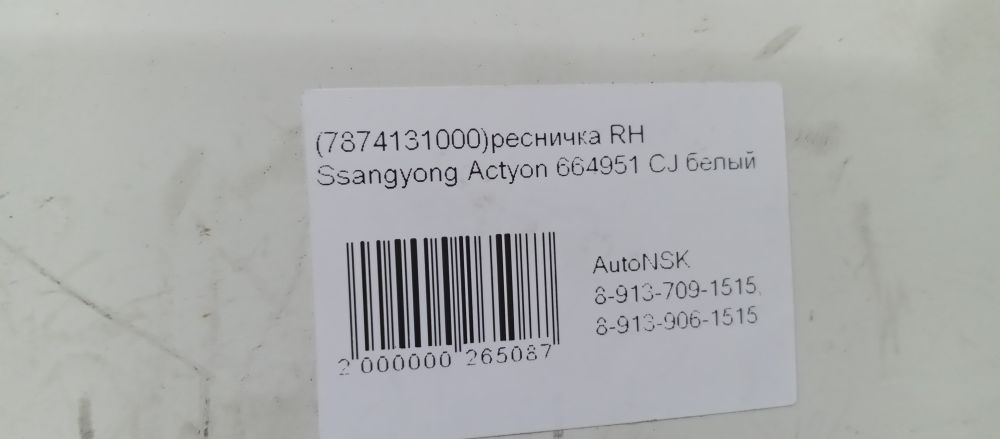 (7874131000)ресничка RH
Ssangyong Actyon 664951 CJ белый
AutoNSK
8-913-709-1515,
8-913-906-1515
2 000000 265087